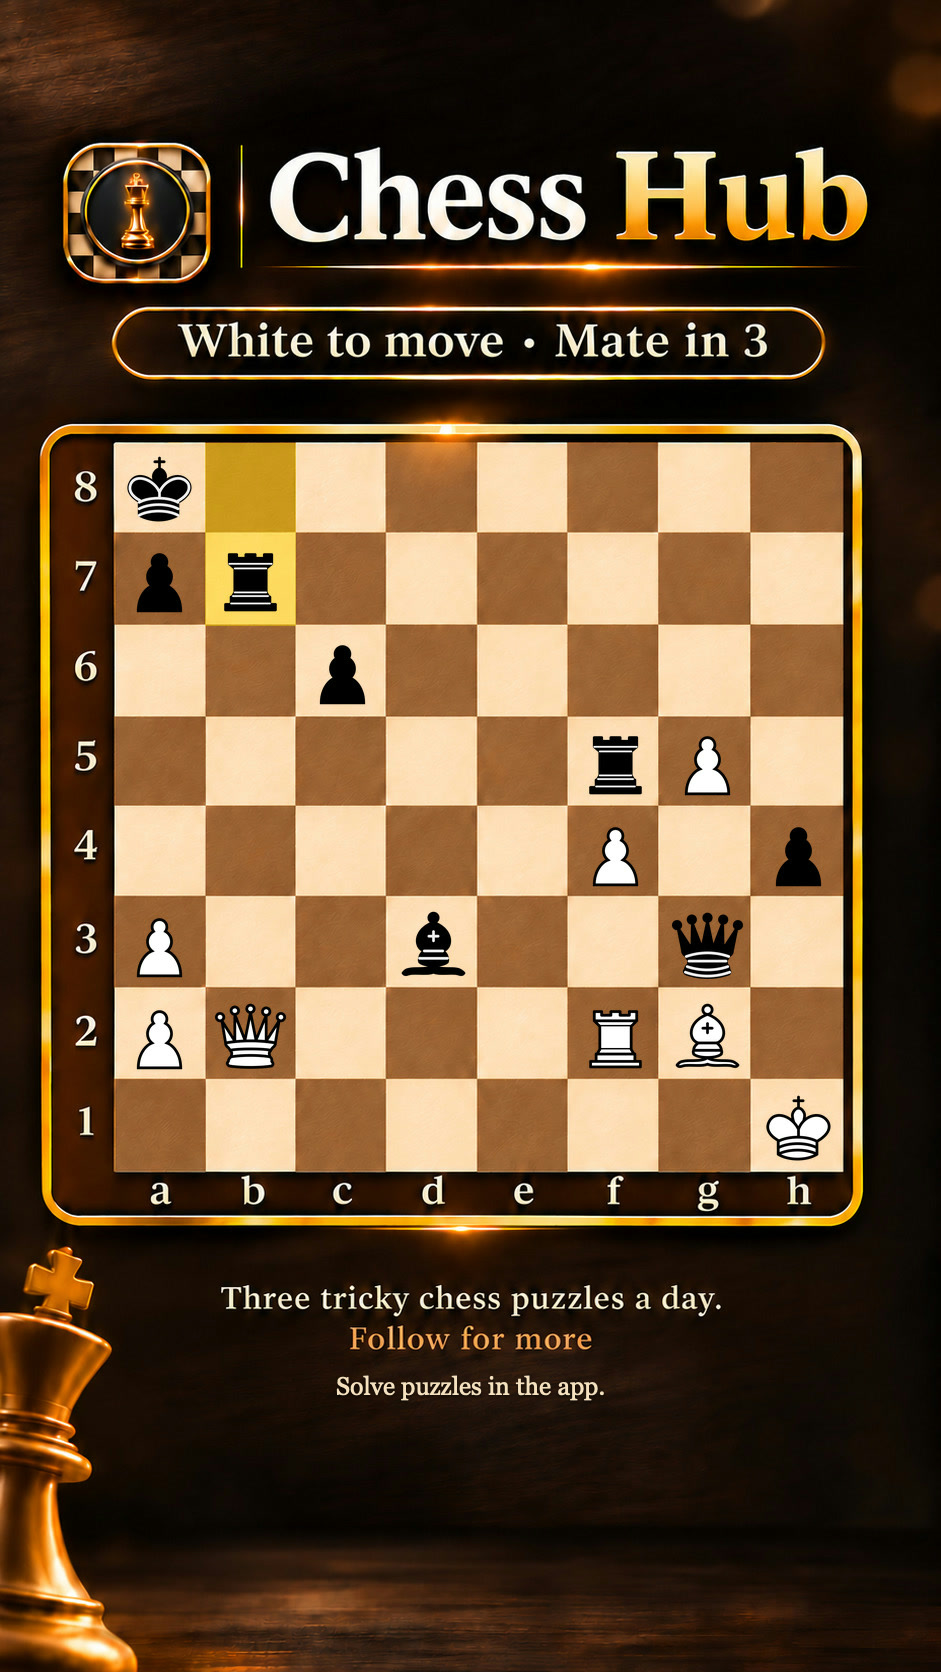 Chess Hub
White to move • Mate in 3
8
7
6
5
4
3
2
1
a b c d e f g h
Three tricky chess puzzles a day.
Follow for more
Solve puzzles in the app.